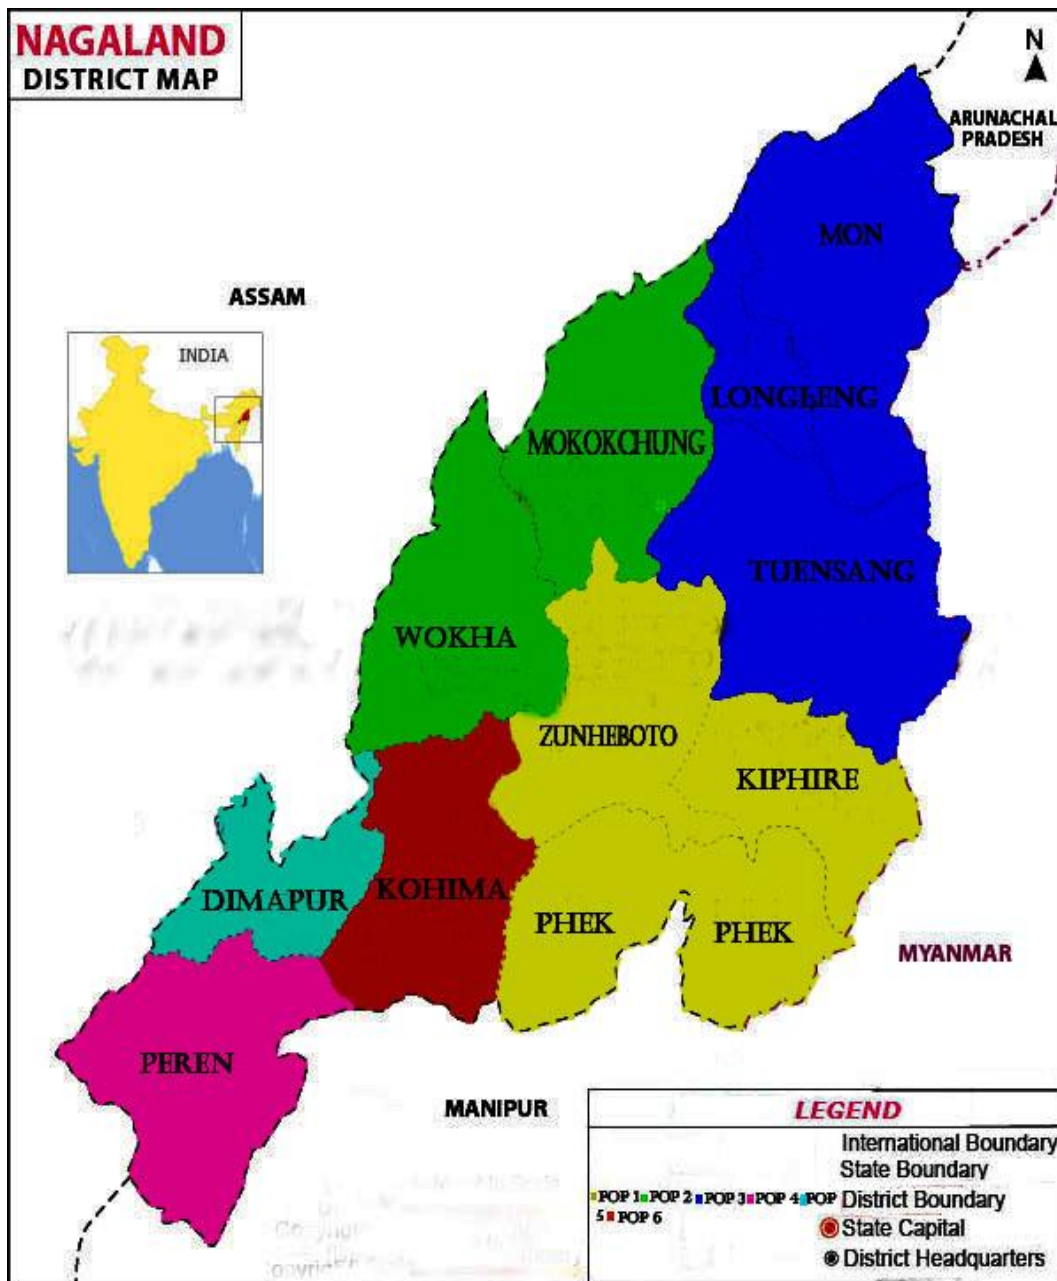 NAGALAND
DISTRICT MAP
N
ARUNACHAL
PRADESH
MON
ASSAM
INDIA
LONGLENG
MOKOKCHUNG
TUENSANG
WOKHA
ZUNHEBOTO
KIPHIRE
DIMAPUR
KOHIMA
PHEK
PHEK
MYANMAR
PEREN
MANIPUR
LEGEND
International Boundary
State Boundary
POP 1 POP 2 POP 3 POP 4 POP District Boundary
5 POP 6
State Capital
District Headquarters